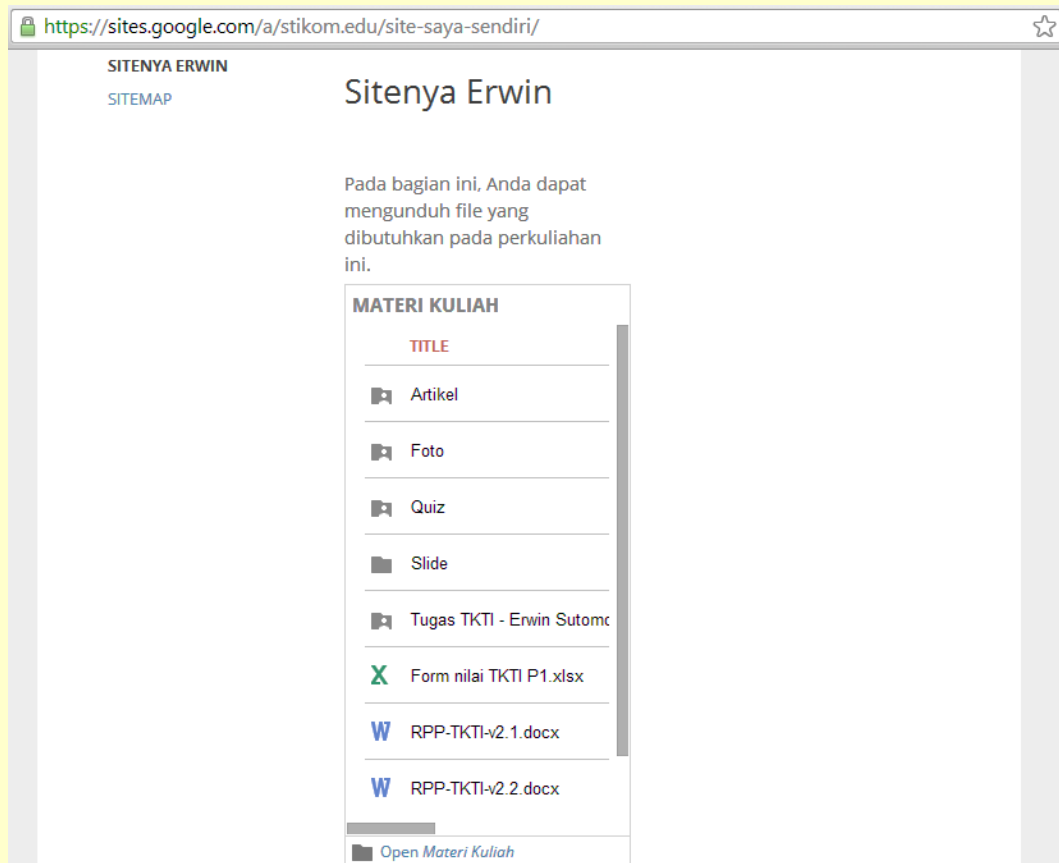 https://sites.google.com/a/stikom.edu/site-saya-sendiri/
SITENYA ERWIN
SITEMAP
Sitenya Erwin
Pada bagian ini, Anda dapat
mengunduh file yang
dibutuhkan pada perkuliahan
ini.
MATERI KULIAH
TITLE
Artikel
Foto
Quiz
Slide
Tugas TKTI - Erwin Sutomo
Form nilai TKTI P1.xlsx
RPP-TKTI-v2.1.docx
RPP-TKTI-v2.2.docx
Open Materi Kuliah